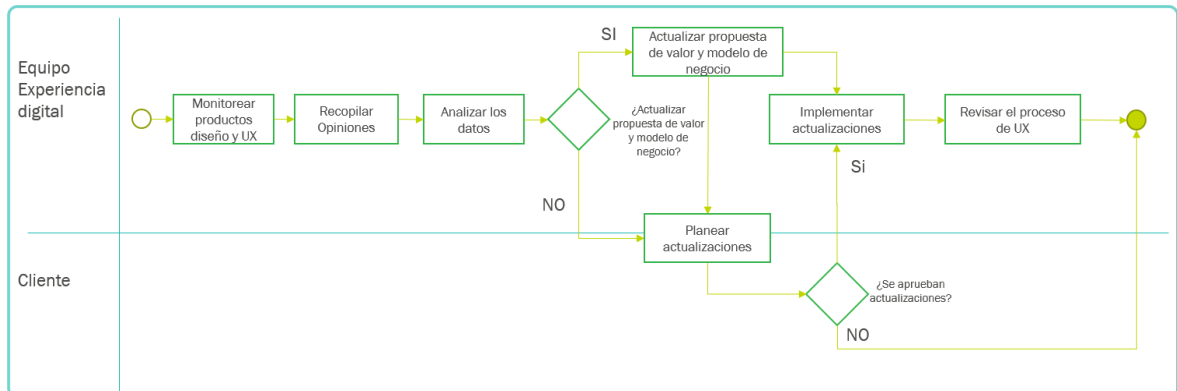 Equipo
Experiencia
digital
Monitorear
productos
diseño y UX
Recopilar
Opiniones
Analizar los
datos
SI
Actualizar propuesta
de valor y modelo de
negocio
¿Actualizar
propuesta de valor
y modelo de
negocio?
NO
Implementar
actualizaciones
Revisar el proceso
de UX
Si
Planear
actualizaciones
Cliente
¿Se aprueban
actualizaciones?
NO